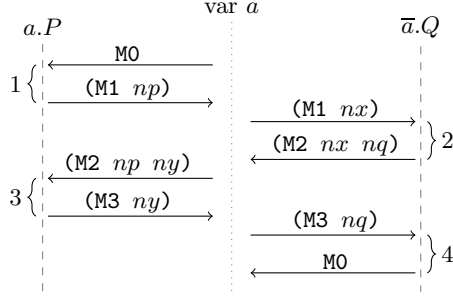 var a
a.P
a̅.Q
M0
1
(M1 np)
(M1 nx)
2
(M2 nx nq)
(M2 np ny)
3
(M3 ny)
(M3 nq)
4
M0